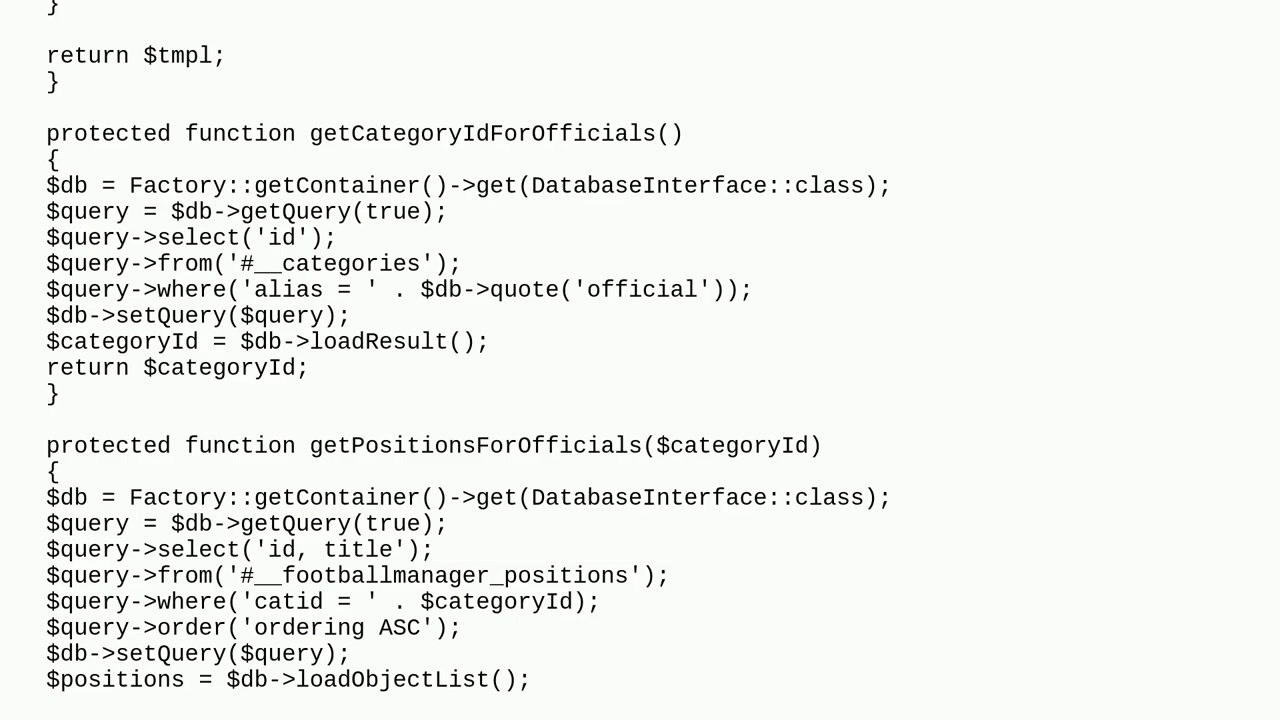 }
return $tmpl;
}
protected function getCategoryIdForOfficials()
{
$db = Factory::getContainer()->get(DatabaseInterface::class);
$query = $db->getQuery(true);
$query->select('id');
$query->from('#__categories');
$query->where('alias = ' . $db->quote('official'));
$db->setQuery($query);
$categoryId = $db->loadResult();
return $categoryId;
}
protected function getPositionsForOfficials($categoryId)
{
$db = Factory::getContainer()->get(DatabaseInterface::class);
$query = $db->getQuery(true);
$query->select('id, title');
$query->from('#__footballmanager_positions');
$query->where('catid = ' . $categoryId);
$query->order('ordering ASC');
$db->setQuery($query);
$positions = $db->loadObjectList();